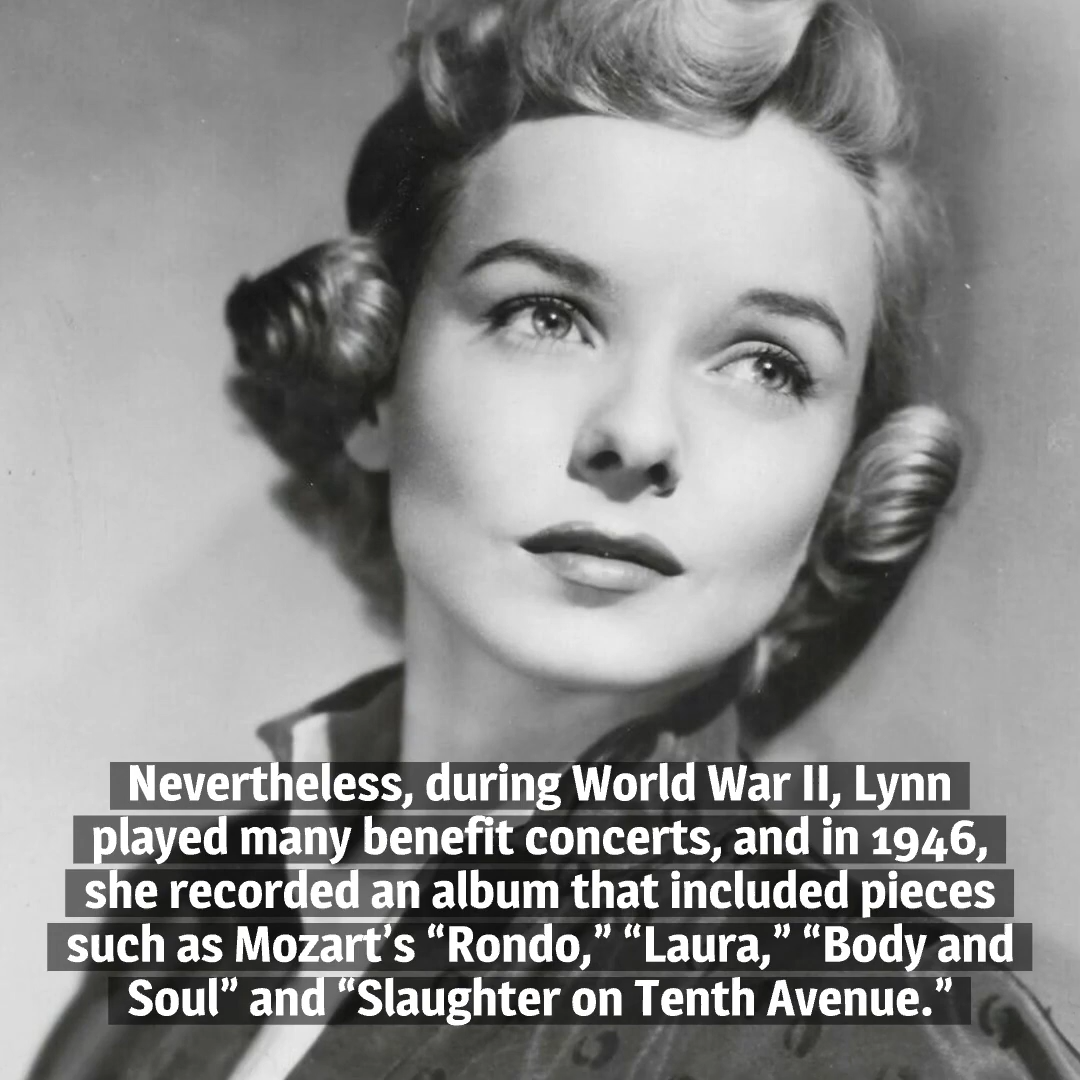 Nevertheless, during World War II, Lynn
played many benefit concerts, and in 1946,
she recorded an album that included pieces
such as Mozart’s “Rondo,” “Laura,” “Body and
Soul” and “Slaughter on Tenth Avenue.”